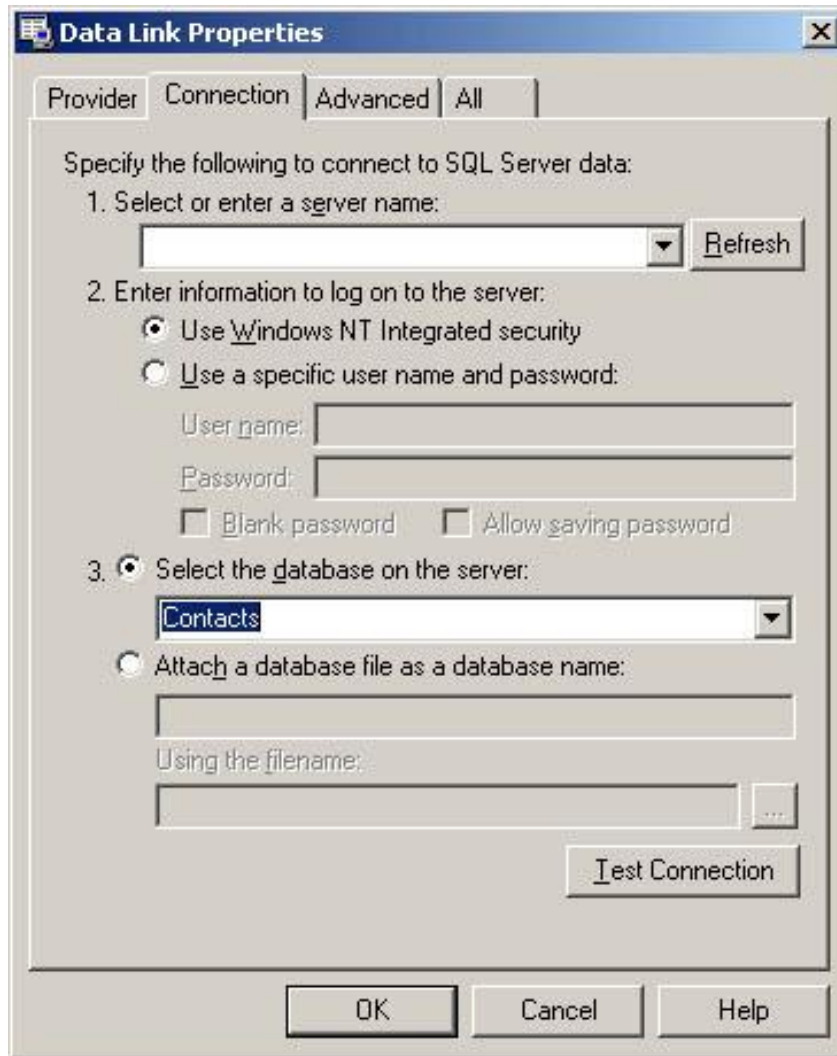 Data Link Properties
Provider Connection Advanced All
Specify the following to connect to SQL Server data:
1. Select or enter a server name:
Refresh
2. Enter information to log on to the server:
Use Windows NT Integrated security
Use a specific user name and password:
User name:
Password:
Blank password Allow saving password
3. Select the database on the server:
Contacts
Attach a database file as a database name:
Using the filename:
...
Test Connection
OK Cancel Help